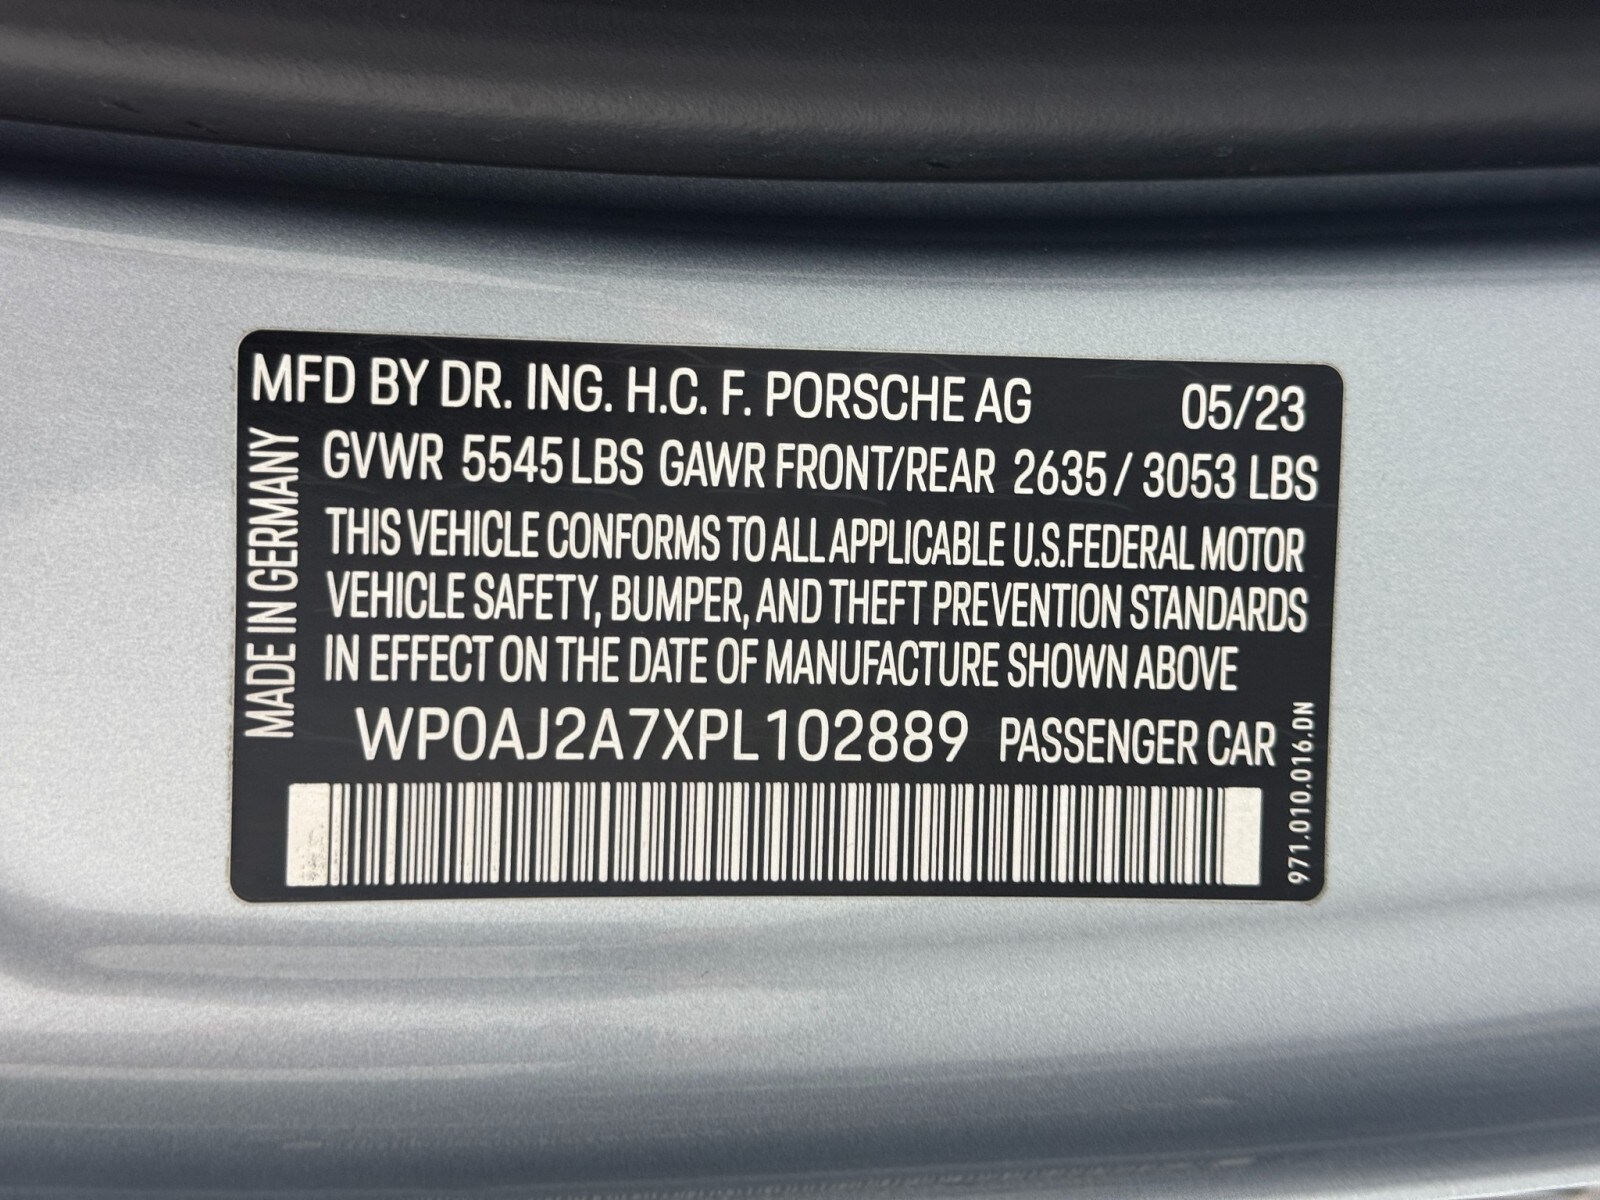 MFD BY DR. ING. H.C. F. PORSCHE AG 05/23
GVWR 5545 LBS GAWR FRONT/REAR 2635 / 3053 LBS
THIS VEHICLE CONFORMS TO ALL APPLICABLE U.S.FEDERAL MOTOR
VEHICLE SAFETY, BUMPER, AND THEFT PREVENTION STANDARDS
IN EFFECT ON THE DATE OF MANUFACTURE SHOWN ABOVE
WP0AJ2A7XPL102889 PASSENGER CAR
MADE IN GERMANY
971.010.016.DN